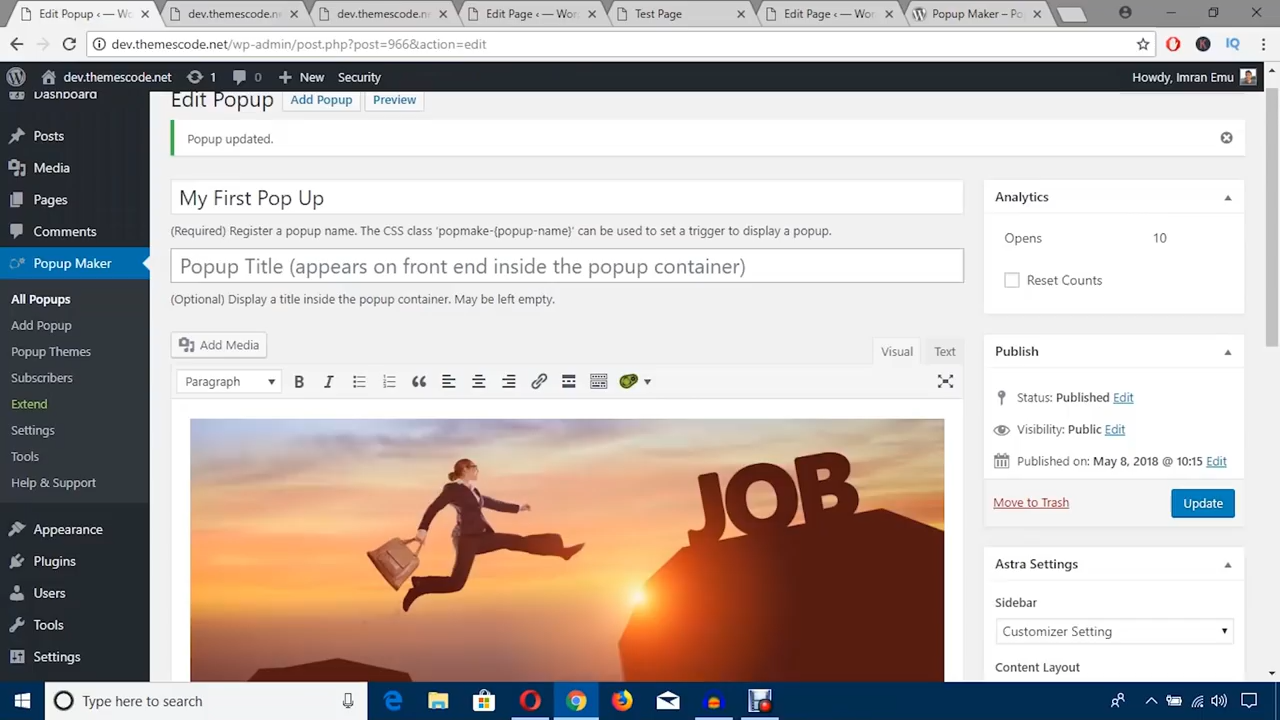 Edit Popup ‹ — Wo
dev.themescode.net/
dev.themescode.net/
Edit Page ‹ — Wor
Test Page
Edit Page ‹ — Wor
Popup Maker – Po
dev.themescode.net/wp-admin/post.php?post=966&action=edit
dev.themescode.net
1
0
New
Security
Howdy, Imran Emu
Dashboard
Posts
Media
Pages
Comments
Popup Maker
All Popups
Add Popup
Popup Themes
Subscribers
Extend
Settings
Tools
Help & Support
Appearance
Plugins
Users
Tools
Settings
Edit Popup
Add Popup
Preview
Popup updated.
My First Pop Up
(Required) Register a popup name. The CSS class 'popmake-{popup-name}' can be used to set a trigger to display a popup.
Popup Title (appears on front end inside the popup container)
(Optional) Display a title inside the popup container. May be left empty.
Add Media
Visual
Text
Paragraph
B
I
JOB
Analytics
Opens 10
Reset Counts
Publish
Status: Published Edit
Visibility: Public Edit
Published on: May 8, 2018 @ 10:15 Edit
Move to Trash
Update
Astra Settings
Sidebar
Customizer Setting
Content Layout
Type here to search